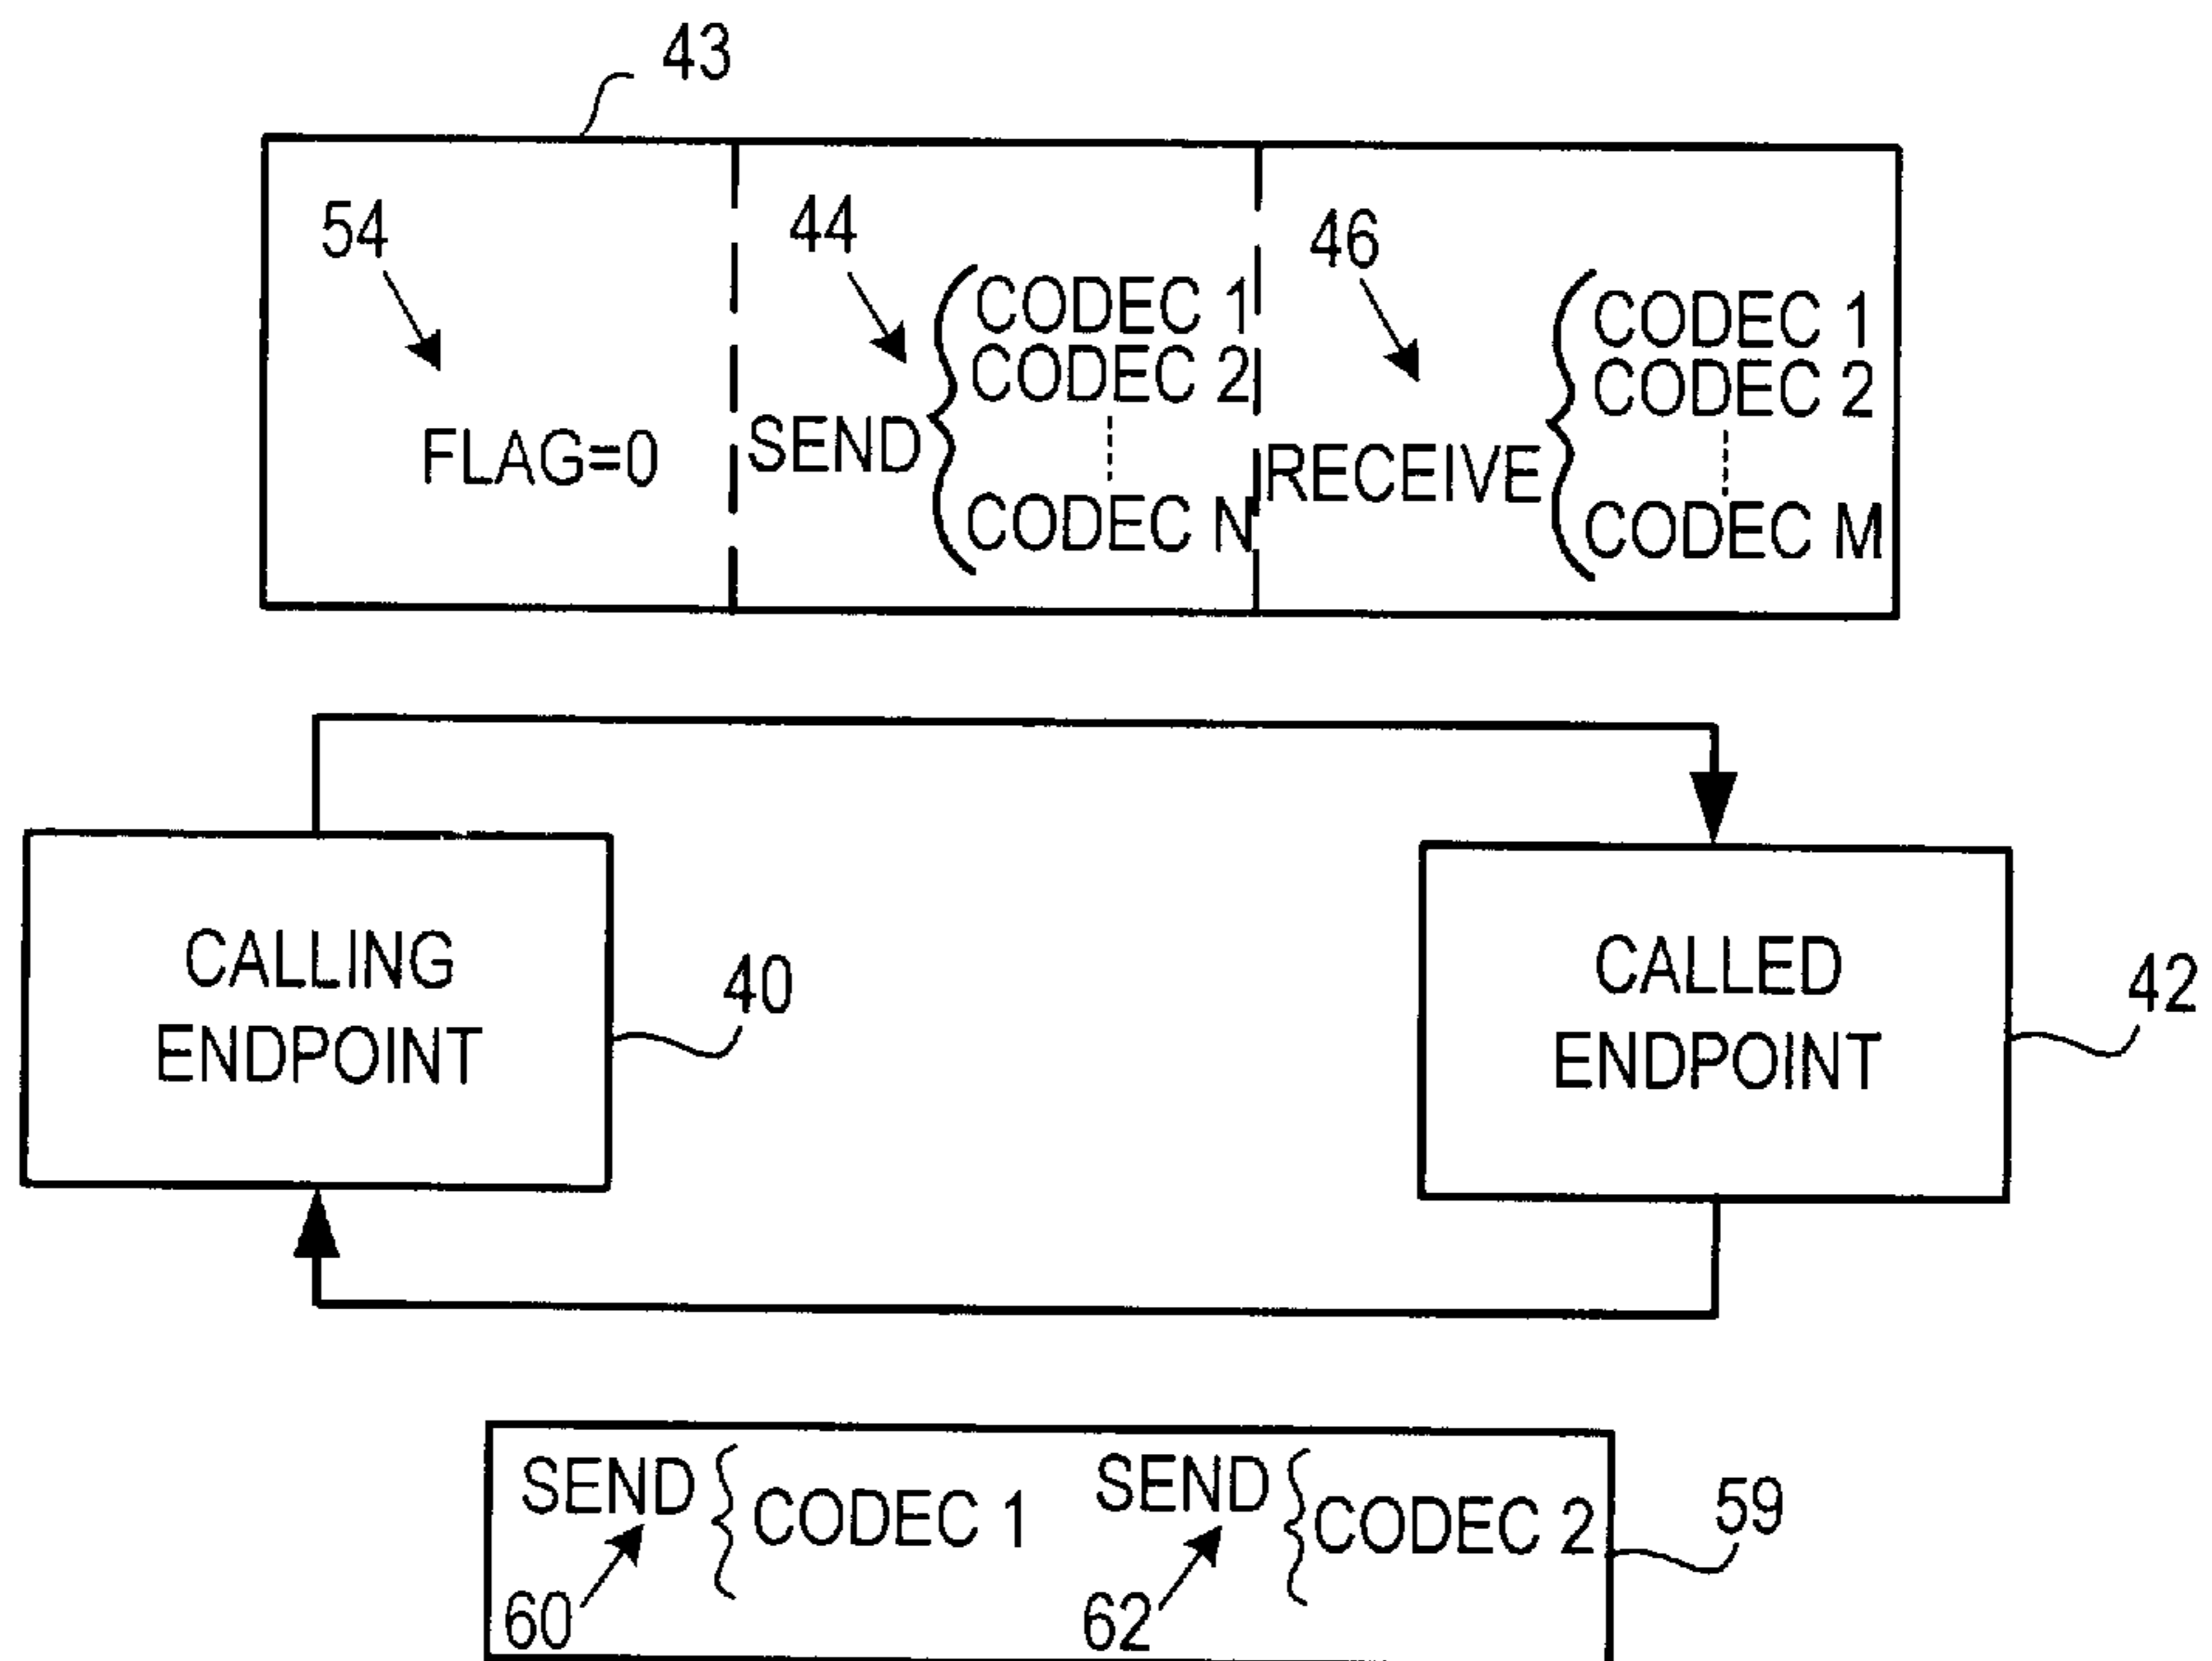 43
54
44
46
FLAG=0
SEND
CODEC 1
CODEC 2
CODEC N
RECEIVE
CODEC 1
CODEC 2
CODEC M
CALLING
ENDPOINT
40
CALLED
ENDPOINT
42
SEND
CODEC 1
SEND
CODEC 2
59
60
62